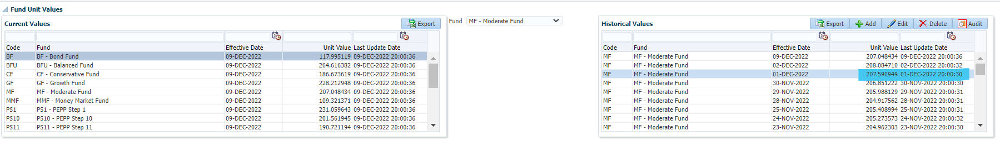 Fund Unit Values
Current Values
Export
Code Fund Effective Date Unit Value Last Update Date
BF BF - Bond Fund 09-DEC-2022 117.995119 09-DEC-2022 20:00:36
BFU BFU - Balanced Fund 09-DEC-2022 264.616382 09-DEC-2022 20:00:36
CF CF - Conservative Fund 09-DEC-2022 186.673619 09-DEC-2022 20:00:36
GF GF - Growth Fund 09-DEC-2022 228.212948 09-DEC-2022 20:00:36
MF MF - Moderate Fund 09-DEC-2022 207.048434 09-DEC-2022 20:00:36
MMF MMF - Money Market Fund 09-DEC-2022 109.321371 09-DEC-2022 20:00:36
PS1 PS1 - PEPP Step 1 09-DEC-2022 231.059643 09-DEC-2022 20:00:36
PS10 PS10 - PEPP Step 10 09-DEC-2022 201.561945 09-DEC-2022 20:00:36
PS11 PS11 - PEPP Step 11 09-DEC-2022 190.721194 09-DEC-2022 20:00:36
Fund MF - Moderate Fund
Historical Values
Export Add Edit Delete Audit
Code Fund Effective Date Unit Value Last Update Date
MF MF - Moderate Fund 09-DEC-2022 207.048434 09-DEC-2022 20:00:36
MF MF - Moderate Fund 02-DEC-2022 208.084710 02-DEC-2022 20:00:32
MF MF - Moderate Fund 01-DEC-2022 207.590949 01-DEC-2022 20:00:30
MF MF - Moderate Fund 30-NOV-2022 206.851222 30-NOV-2022 20:00:30
MF MF - Moderate Fund 29-NOV-2022 205.988129 29-NOV-2022 20:00:31
MF MF - Moderate Fund 28-NOV-2022 204.917562 28-NOV-2022 20:00:31
MF MF - Moderate Fund 25-NOV-2022 205.408994 25-NOV-2022 20:00:31
MF MF - Moderate Fund 24-NOV-2022 205.273573 24-NOV-2022 20:00:32
MF MF - Moderate Fund 23-NOV-2022 204.962303 23-NOV-2022 20:00:30